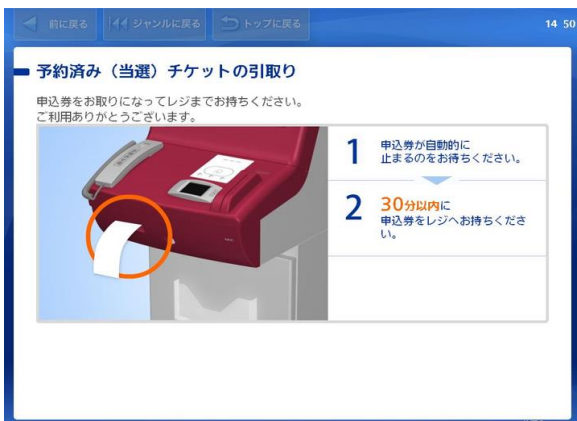 前に戻る
ジャンルに戻る
トップに戻る
14 50
予約済み（当選）チケットの引取り
申込券をお取りになってレジまでお持ちください。
ご利用ありがとうございます。
1
申込券が自動的に
止まるのをお待ちください。
2
30分以内に
申込券をレジへお持ちくださ
い。